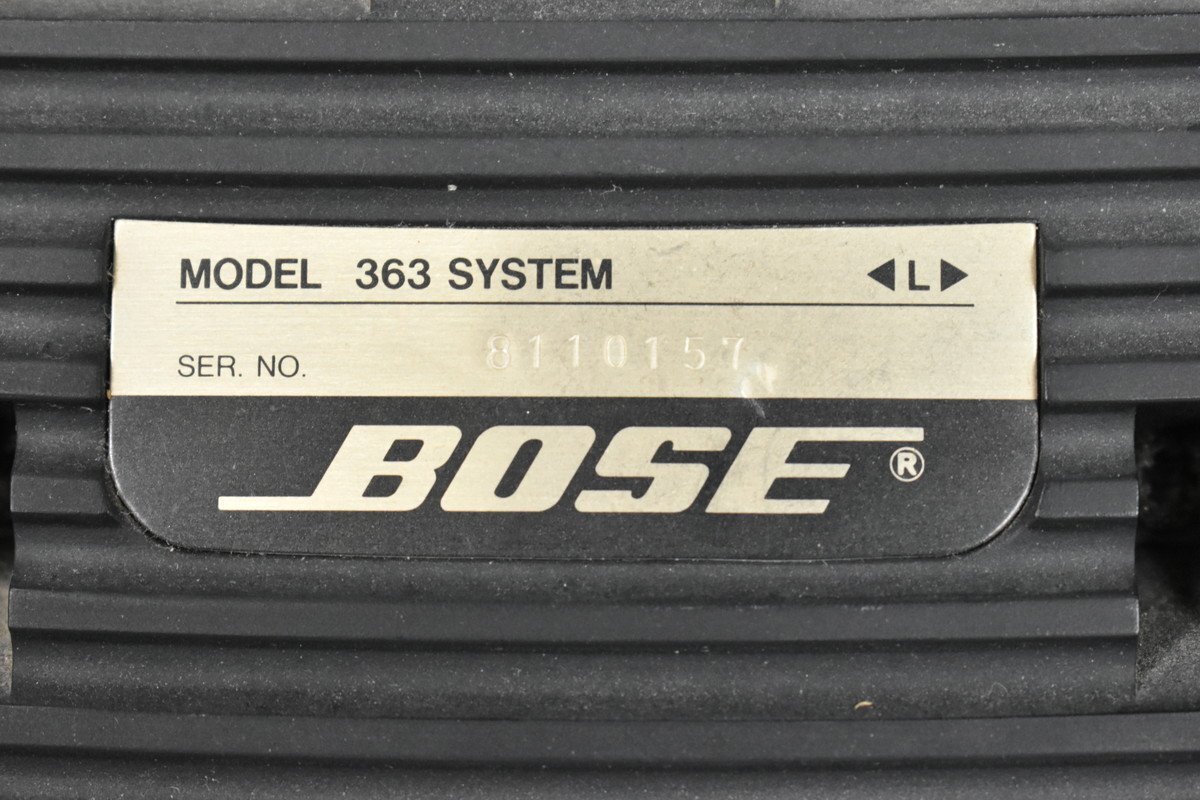 MODEL 363 SYSTEM ◀L▶
SER. NO. 8110157
BOSE®